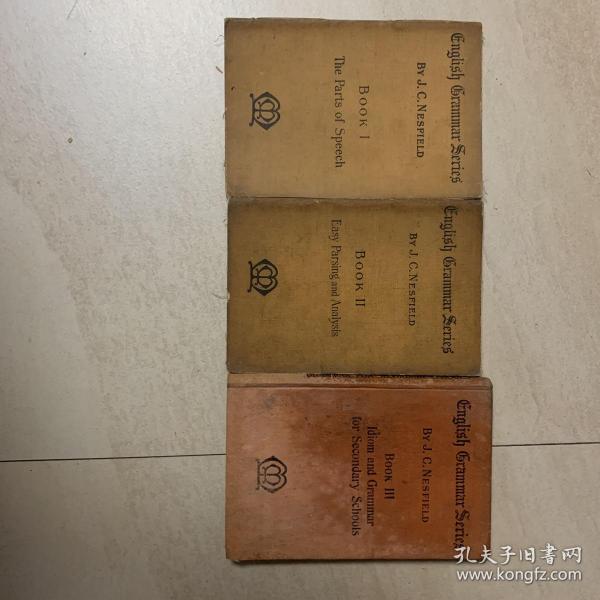 English Grammar Series
BY J. C. NESFIELD
BOOK I
The Parts of Speech
English Grammar Series
BY J. C. NESFIELD
BOOK II
Easy Parsing and Analysis
English Grammar Series
BY J. C. NESFIELD
BOOK III
Idiom and Grammar
for Secondary Schools
孔夫子旧书网
www.kongfz.com